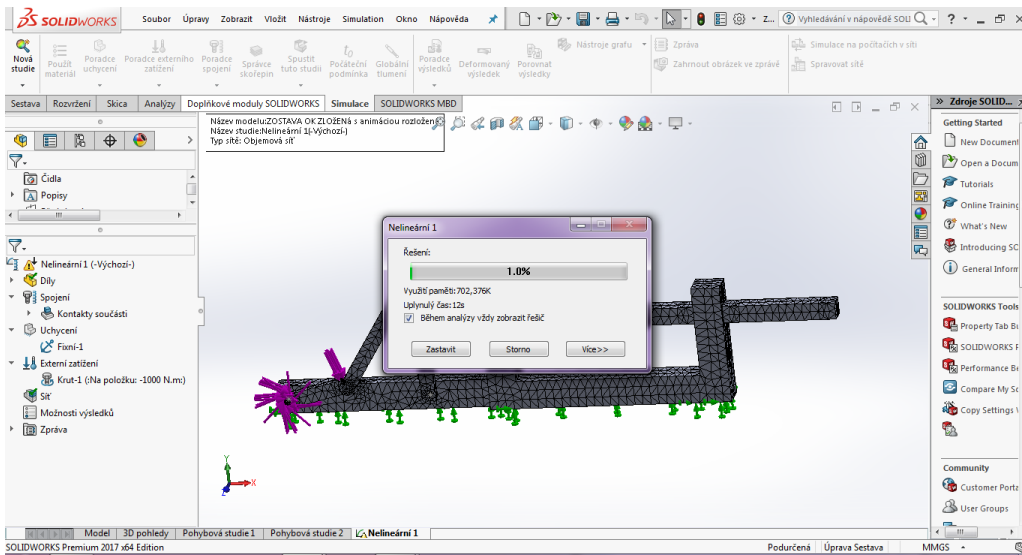 SOLIDWORKS Soubor Úpravy Zobrazit Vložit Nástroje Simulation Okno Nápověda Z... Vyhledávání v nápovědě SOLI
Nová studie
Použít materiál
Poradce uchycení
Poradce externího zatížení
Poradce spojení
Správce skořepin
Spustit tuto studii
Počáteční podmínka
Globální tlumení
Poradce výsledků
Deformovaný výsledek
Porovnat výsledky
Nástroje grafu
Zpráva
Zahrnout obrázek ve zprávě
Simulace na počítačích v síti
Spravovat sítě
Sestava Rozvržení Skica Analýzy Doplňkové moduly SOLIDWORKS Simulace SOLIDWORKS MBD
Název modelu:ZOSTAVA OK ZLOŽENÁ s animáciou rozložen
Název studie:Nelineární 1(-Výchozí-)
Typ sítě: Objemová síť
Čidla
Popisy
Nelineární 1 (-Výchozí-)
Díly
Spojení
Kontakty součástí
Uchycení
Fixní-1
Externí zatížení
Krut-1 (:Na položku: -1000 N.m:)
Síť
Možnosti výsledků
Zpráva
Nelineární 1
Řešení:
1.0%
Využití paměti:702,376K
Uplynulý čas:12s
Během analýzy vždy zobrazit řešič
Zastavit Storno Více>>
Y
X
Z
Zdroje SOLID...
Getting Started
New Document
Open a Docum
Tutorials
Online Training
What's New
Introducing SO
General Inform
SOLIDWORKS Tools
Property Tab Bu
SOLIDWORKS R
Performance Be
Compare My Sc
Copy Settings W
Community
Customer Porta
User Groups
Model 3D pohledy Pohybová studie 1 Pohybová studie 2 Nelineární 1
SOLIDWORKS Premium 2017 x64 Edition Podurčená Úprava Sestava MMGS